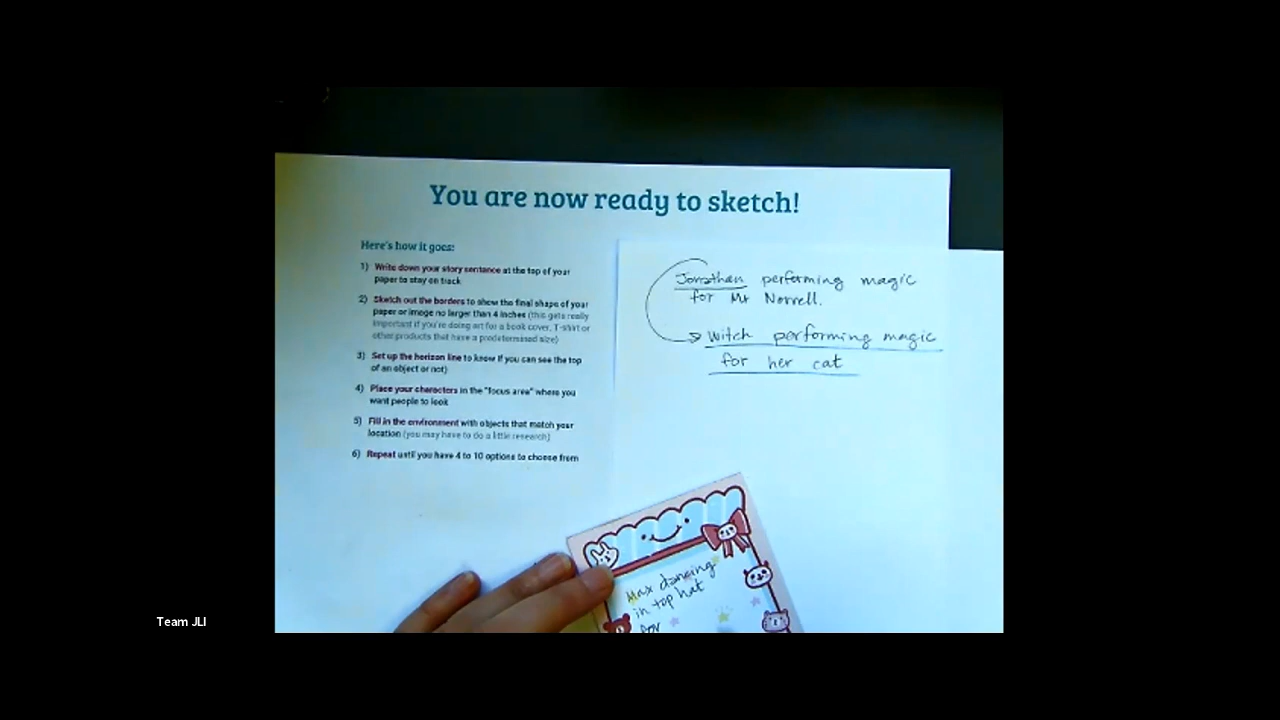 You are now ready to sketch!
Here's how it goes:
1) Write down your story sentence at the top of your
paper to stay on track
2) Sketch out the borders to show the final shape of your
paper or image no larger than 4 inches (this gets really
important if you're doing art for a book cover, T-shirt or
other products that have a predetermined size)
3) Set up the horizon line to know if you can see the top
of an object or not)
4) Place your characters in the "focus area" where you
want people to look
5) Fill in the environment with objects that match your
location (you may have to do a little research)
6) Repeat until you have 4 to 10 options to choose from
Jonathan performing magic
for Mr Norrell.
Witch performing magic
for her cat
Max dancing
in top hat
for
Team JLI